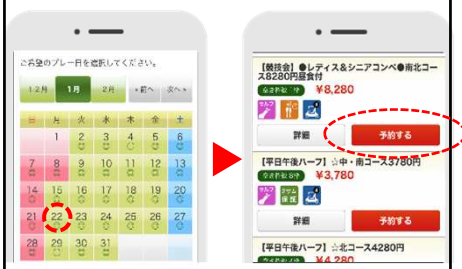 ご希望のプレー日を選択してください。
12月 1月 2月 «前へ 次へ»
日 月 火 水 木 金 土
1 2 3 4 5 6
7 8 9 10 11 12 13
14 15 16 17 18 19 20
21 22 23 24 25 26 27
28 29 30 31
【競技会】●レディス&シニアコンペ●南北コー
ス8280円昼食付
¥8,280
詳細 予約する
【平日午後ハーフ】☆中・南コース3780円
¥3,780
2サム
保証
詳細 予約する
【平日午後ハーフ】☆北コース4280円
¥4,280